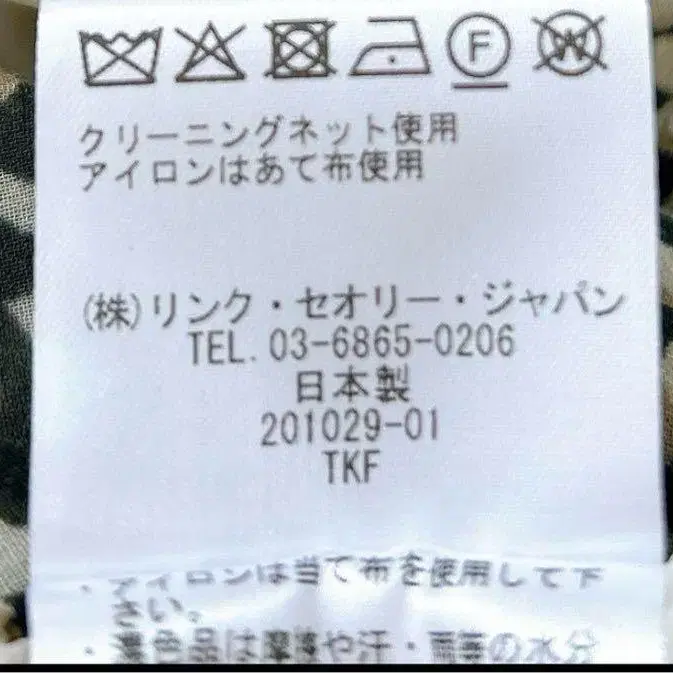 F W
クリーニングネット使用
アイロンはあて布使用
(株)リンク・セオリー・ジャパン
TEL. 03-6865-0206
日本製
201029-01
TKF
・アイロンは当て布を使用して下
さい。
・濃色品は摩擦や汗・雨等の水分